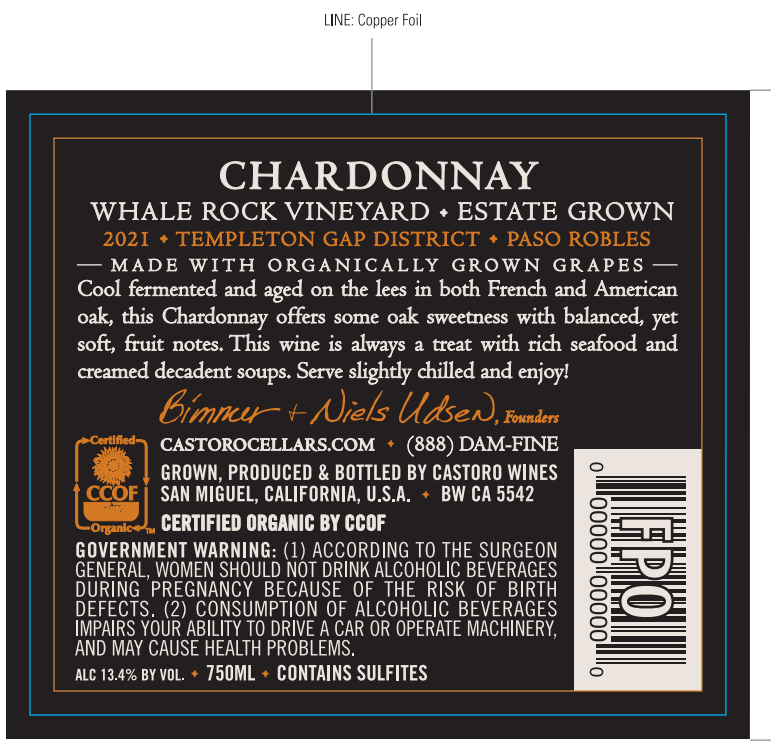 LINE: Copper Foil
CHARDONNAY
WHALE ROCK VINEYARD ✦ ESTATE GROWN
2021 ✦ TEMPLETON GAP DISTRICT ✦ PASO ROBLES
— MADE WITH ORGANICALLY GROWN GRAPES —
Cool fermented and aged on the lees in both French and American
oak, this Chardonnay offers some oak sweetness with balanced, yet
soft, fruit notes. This wine is always a treat with rich seafood and
creamed decadent soups. Serve slightly chilled and enjoy!
Bimmer + Niels Udsen, Founders
CASTOROCELLARS.COM ✦ (888) DAM-FINE
GROWN, PRODUCED & BOTTLED BY CASTORO WINES
SAN MIGUEL, CALIFORNIA, U.S.A. ✦ BW CA 5542
CERTIFIED ORGANIC BY CCOF
Certified
CCOF
Organic TM
GOVERNMENT WARNING: (1) ACCORDING TO THE SURGEON
GENERAL, WOMEN SHOULD NOT DRINK ALCOHOLIC BEVERAGES
DURING PREGNANCY BECAUSE OF THE RISK OF BIRTH
DEFECTS. (2) CONSUMPTION OF ALCOHOLIC BEVERAGES
IMPAIRS YOUR ABILITY TO DRIVE A CAR OR OPERATE MACHINERY,
AND MAY CAUSE HEALTH PROBLEMS.
ALC 13.4% BY VOL. ✦ 750ML ✦ CONTAINS SULFITES
FPO
0 00000 00000 0